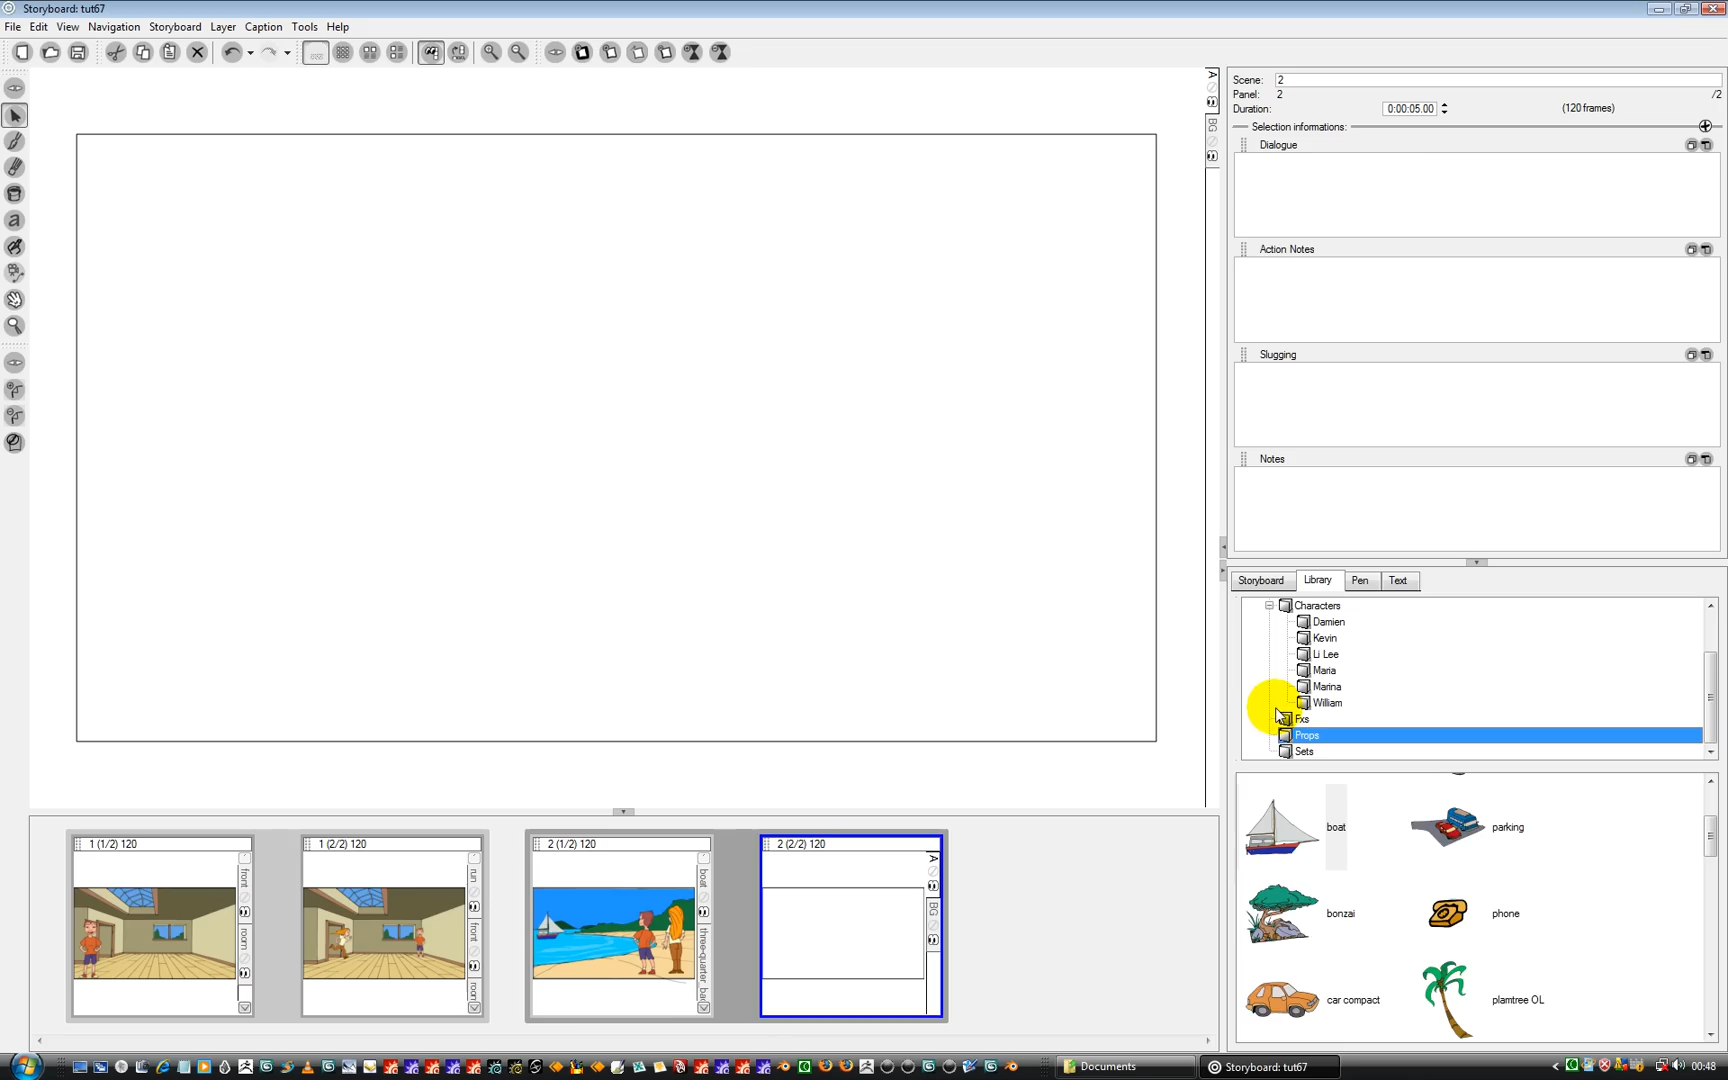 Storyboard: tut67
File Edit View Navigation Storyboard Layer Caption Tools Help
A
BG
Scene: 2
Panel: 2 /2
Duration: 0:00:05.00 (120 frames)
Selection informations:
Dialogue
Action Notes
Slugging
Notes
Storyboard Library Pen Text
Characters
Damien
Kevin
Li Lee
Maria
Marina
William
Fxs
Props
Sets
boat parking
bonzai phone
car compact plamtree OL
1 (1/2) 120
front
room
1 (2/2) 120
run
front
room
2 (1/2) 120
boat
three-quarter_bac
2 (2/2) 120
A
BG
Documents
Storyboard: tut67
00:48